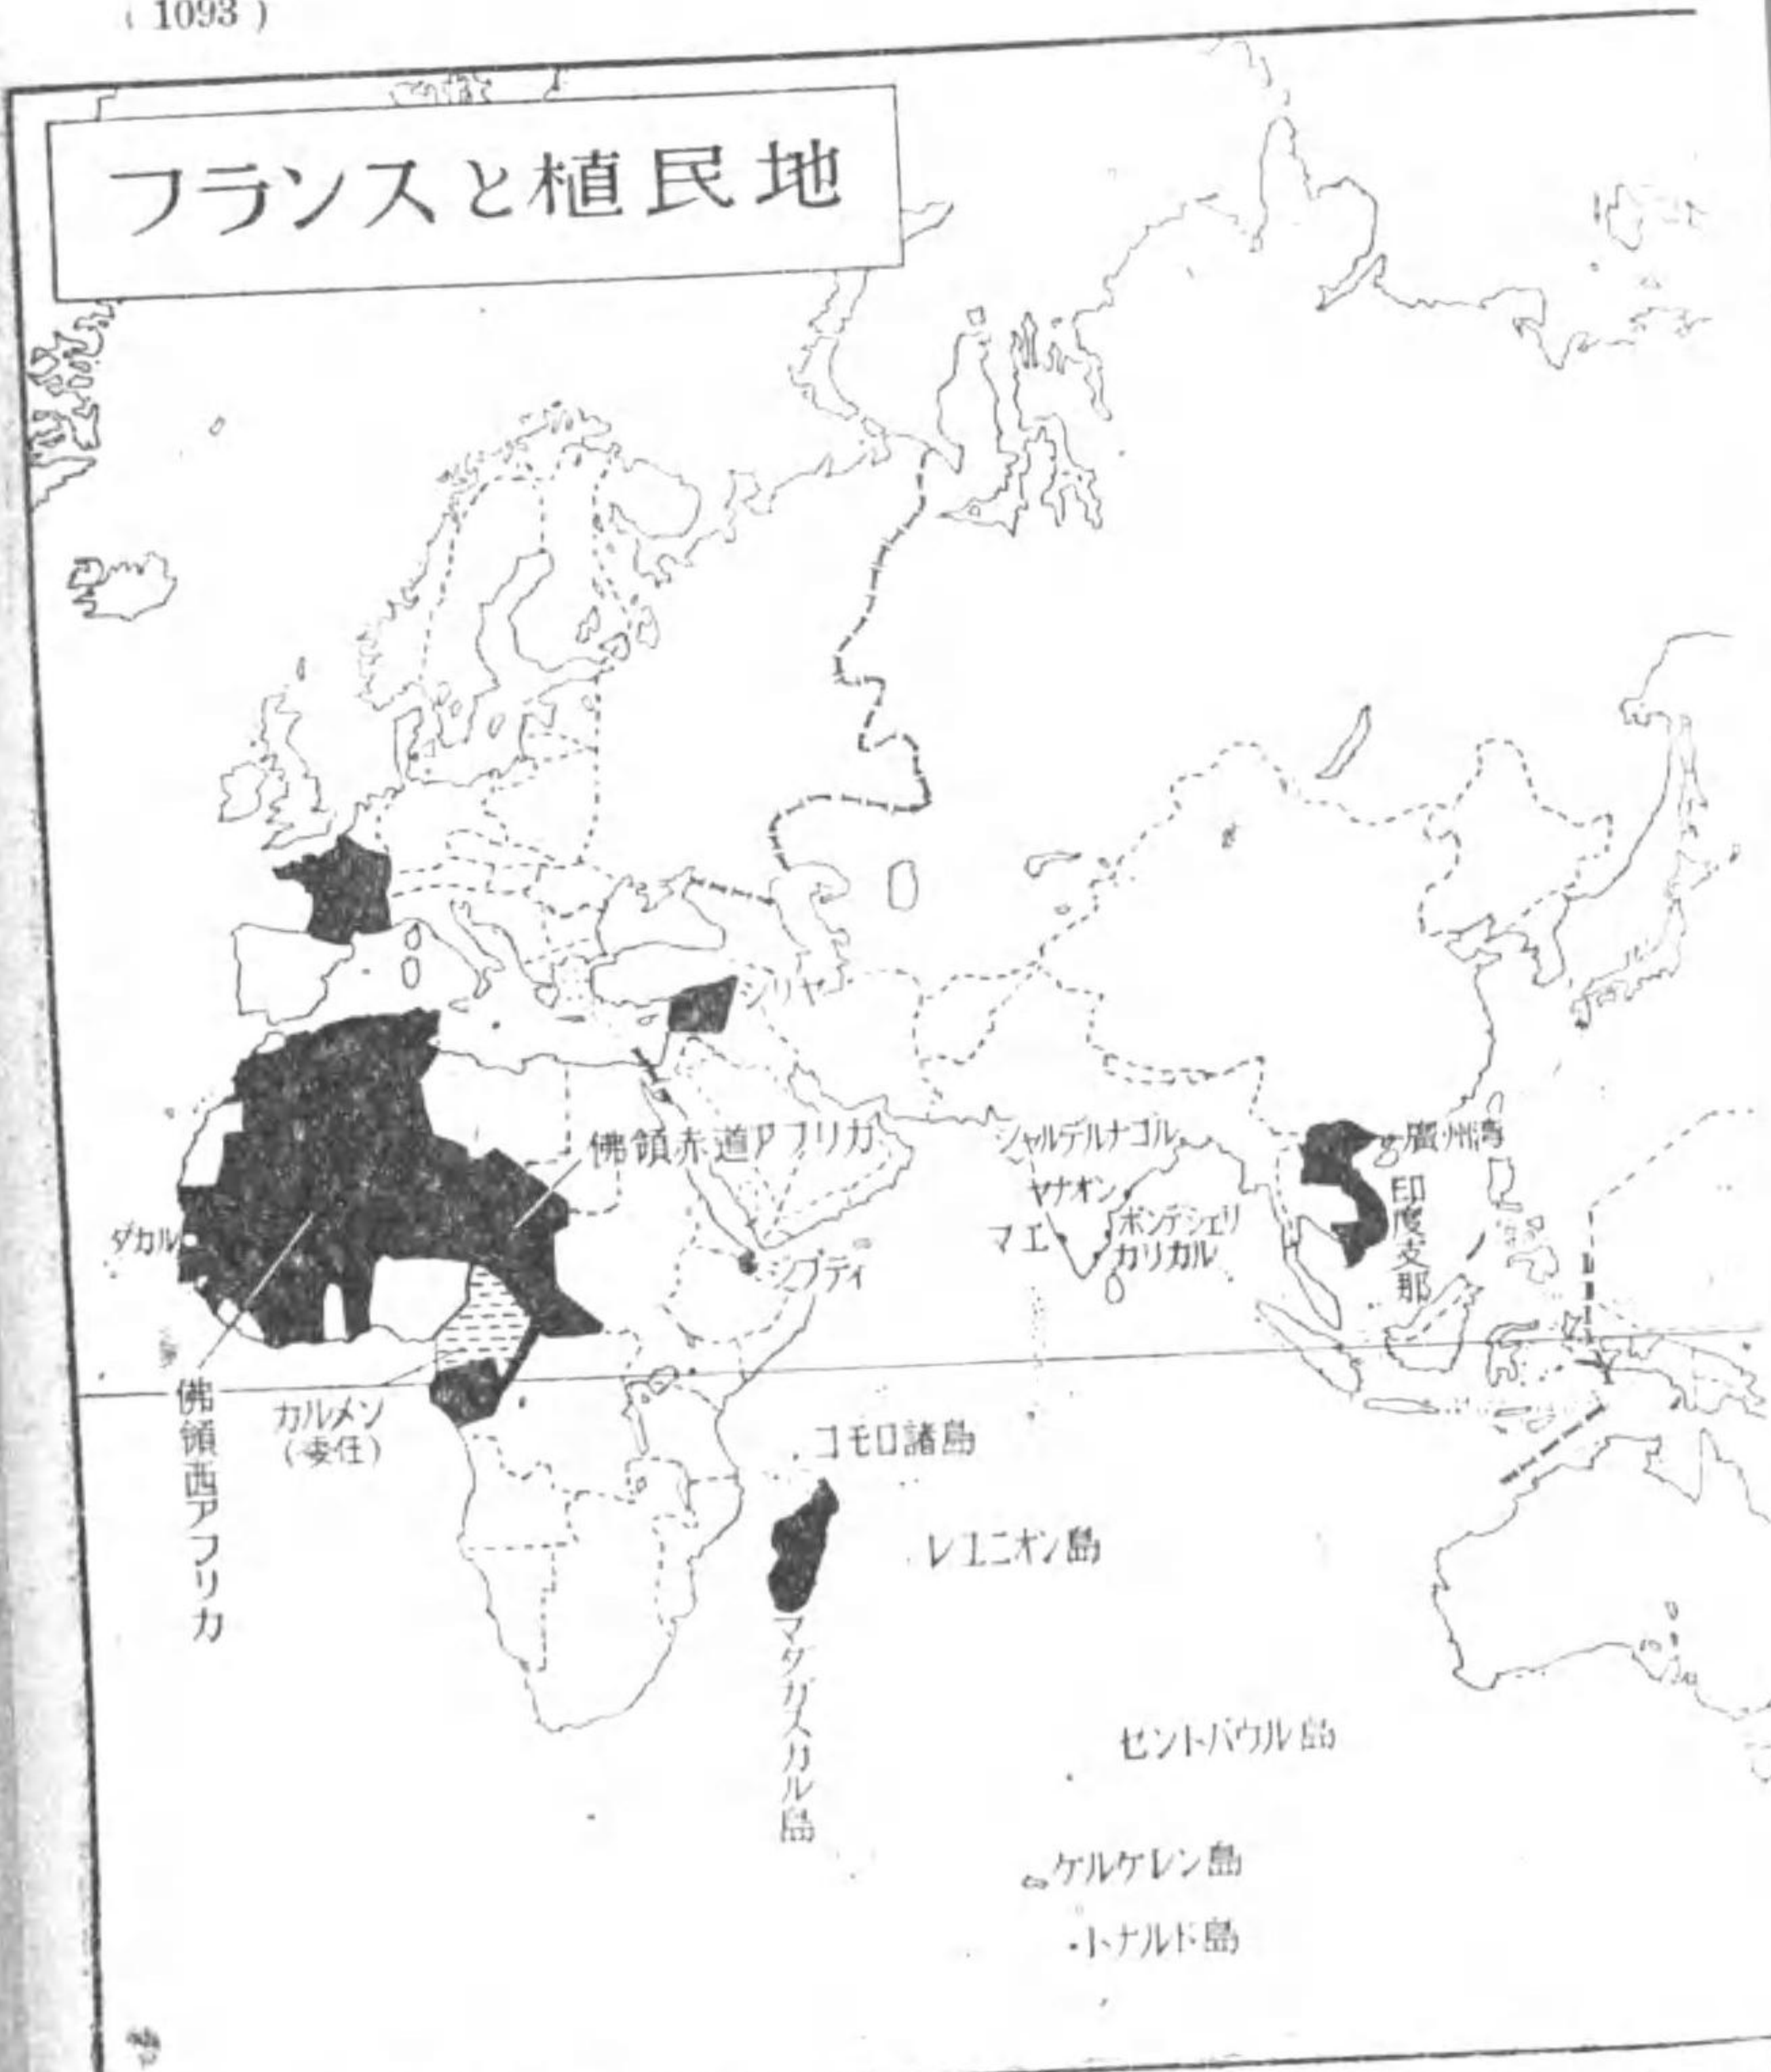 ( 1093 )
フランスと植民地
シリヤ
佛領赤道アフリカ
シャルデルナゴル
廣州湾
ヤナオン
印度支那
ダカル
マエ
ポンデシェリ
カリカル
ジブティ
佛領西アフリカ
カルメン
(委任)
コモロ諸島
レユニオン島
マダガスカル島
セントパウル島
ケルケレン島
トナルド島